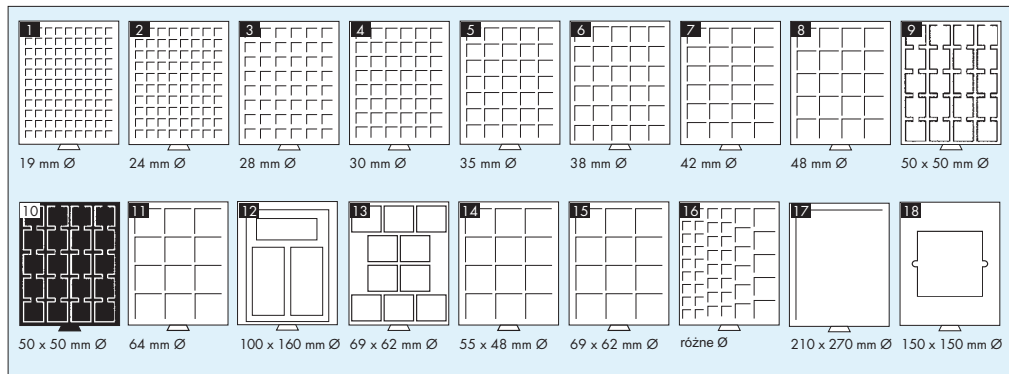 1 2 3 4 5 6 7 8 9
19 mm Ø 24 mm Ø 28 mm Ø 30 mm Ø 35 mm Ø 38 mm Ø 42 mm Ø 48 mm Ø 50 x 50 mm Ø
10 11 12 13 14 15 16 17 18
50 x 50 mm Ø 64 mm Ø 100 x 160 mm Ø 69 x 62 mm Ø 55 x 48 mm Ø 69 x 62 mm Ø różne Ø 210 x 270 mm Ø 150 x 150 mm Ø